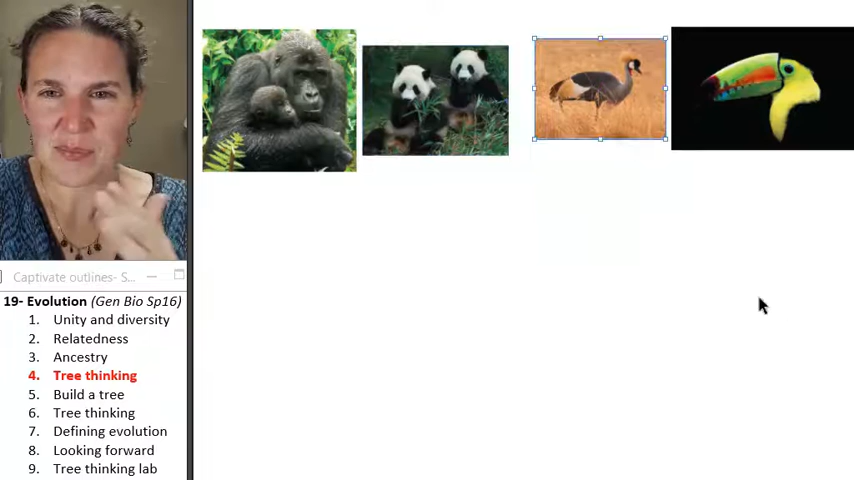 Captivate outlines- S...
19- Evolution (Gen Bio Sp16)
1. Unity and diversity
2. Relatedness
3. Ancestry
4. Tree thinking
5. Build a tree
6. Tree thinking
7. Defining evolution
8. Looking forward
9. Tree thinking lab